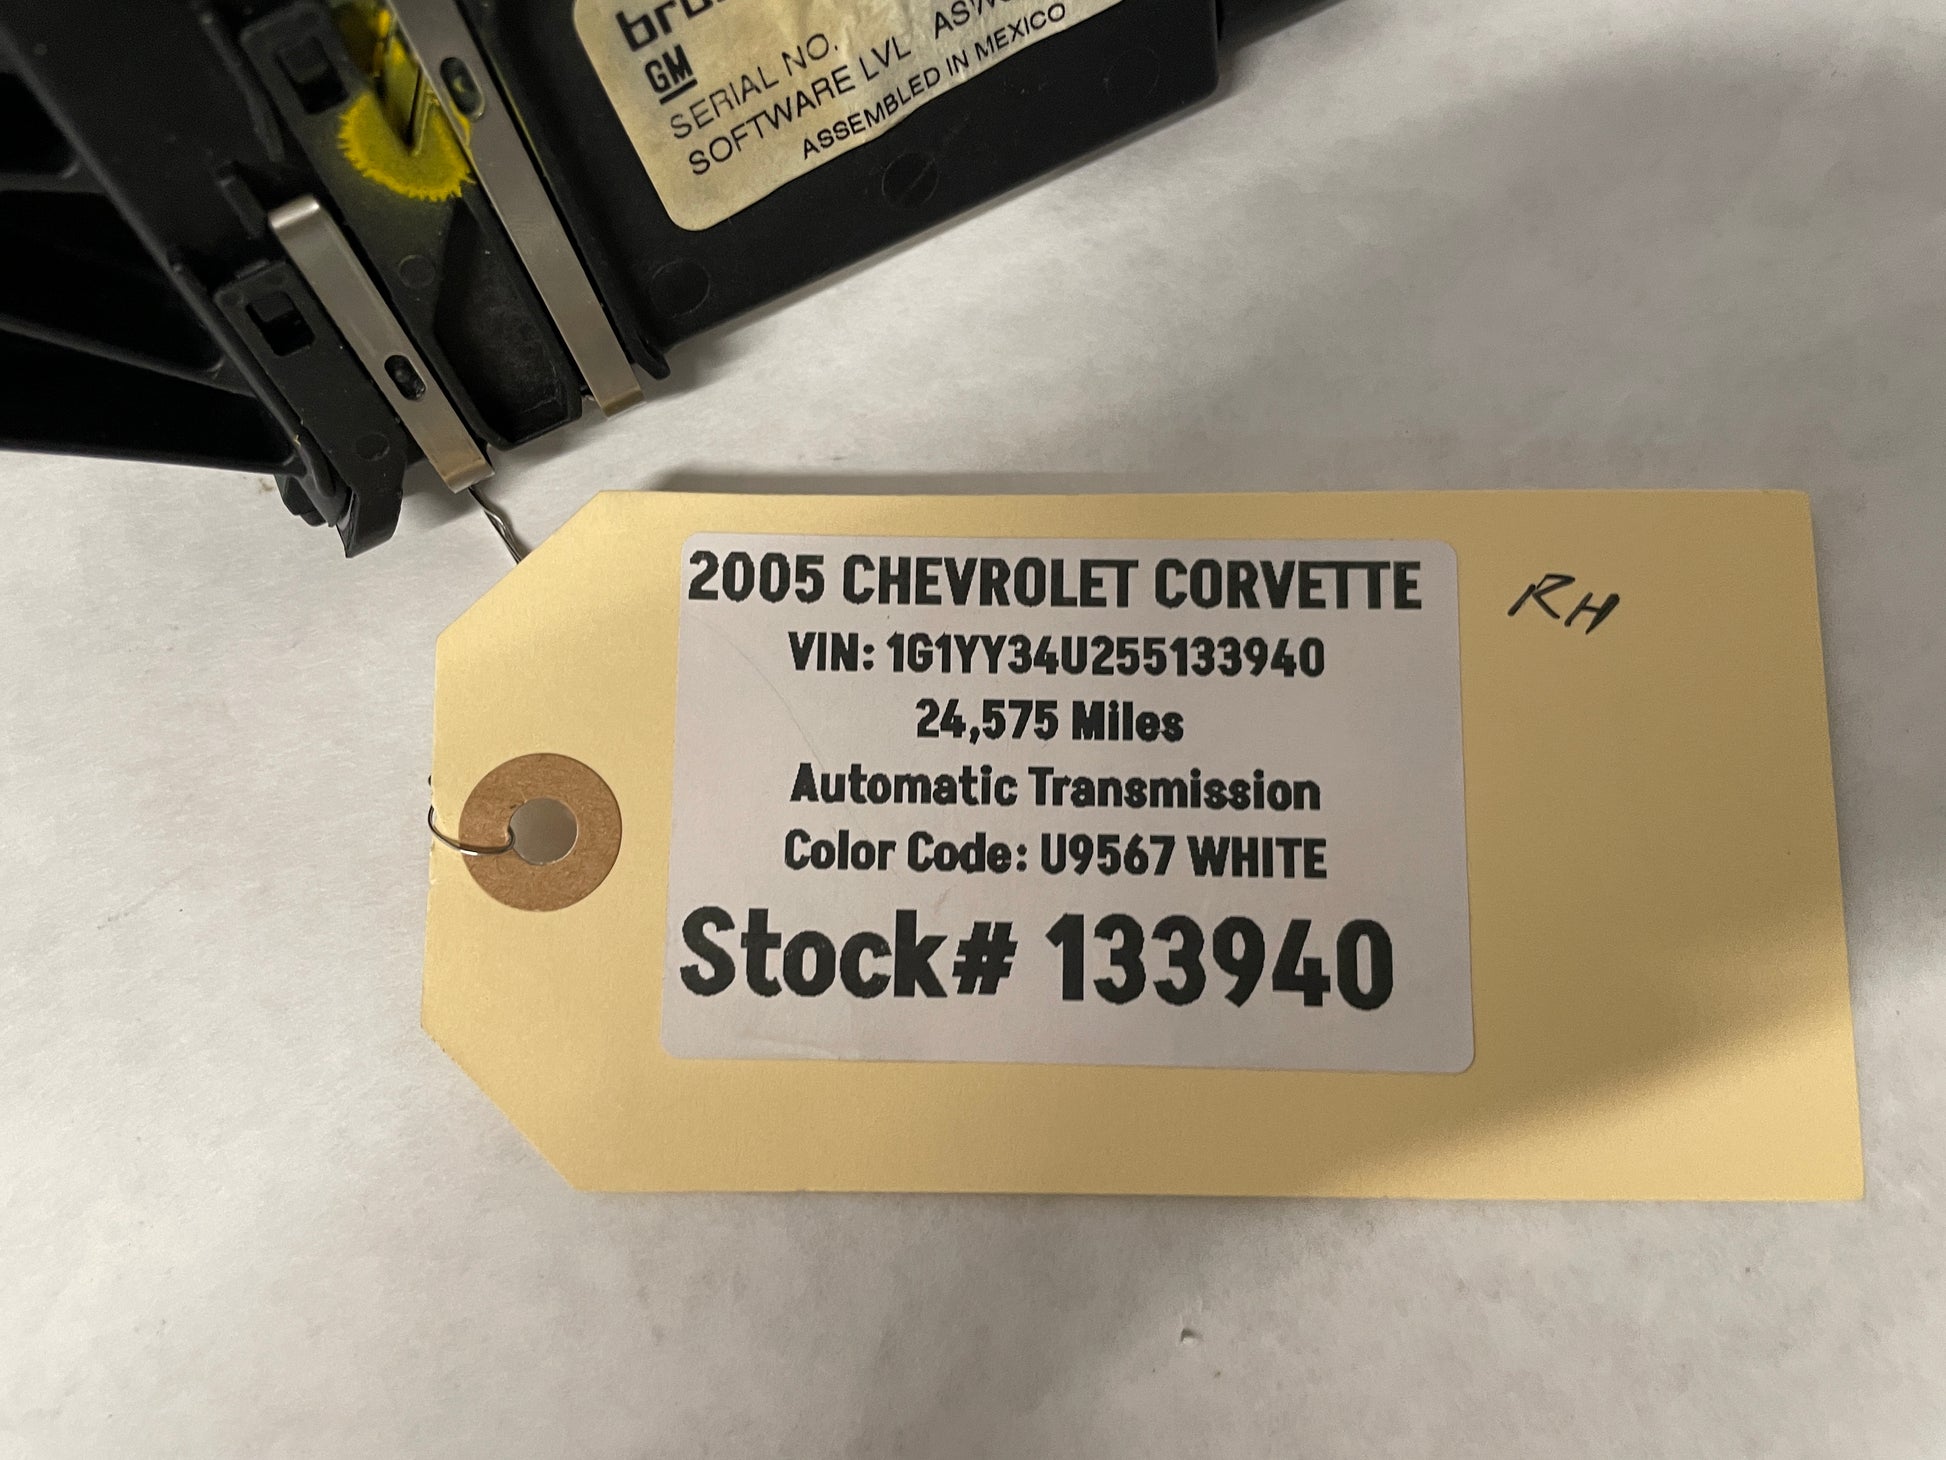 GM
SERIAL NO.
SOFTWARE LVL
ASSEMBLED IN MEXICO
2005 CHEVROLET CORVETTE
VIN: 1G1YY34U255133940
24,575 Miles
Automatic Transmission
Color Code: U9567 WHITE
Stock# 133940
RH